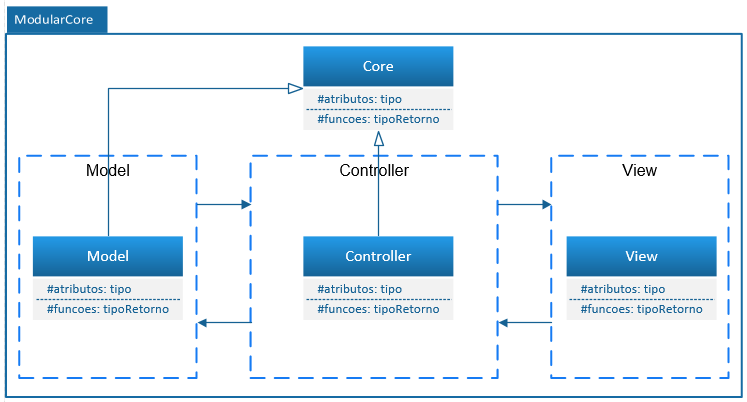 ModularCore
Core
#atributos: tipo
#funcoes: tipoRetorno
Model
Controller
View
Model
#atributos: tipo
#funcoes: tipoRetorno
Controller
#atributos: tipo
#funcoes: tipoRetorno
View
#atributos: tipo
#funcoes: tipoRetorno